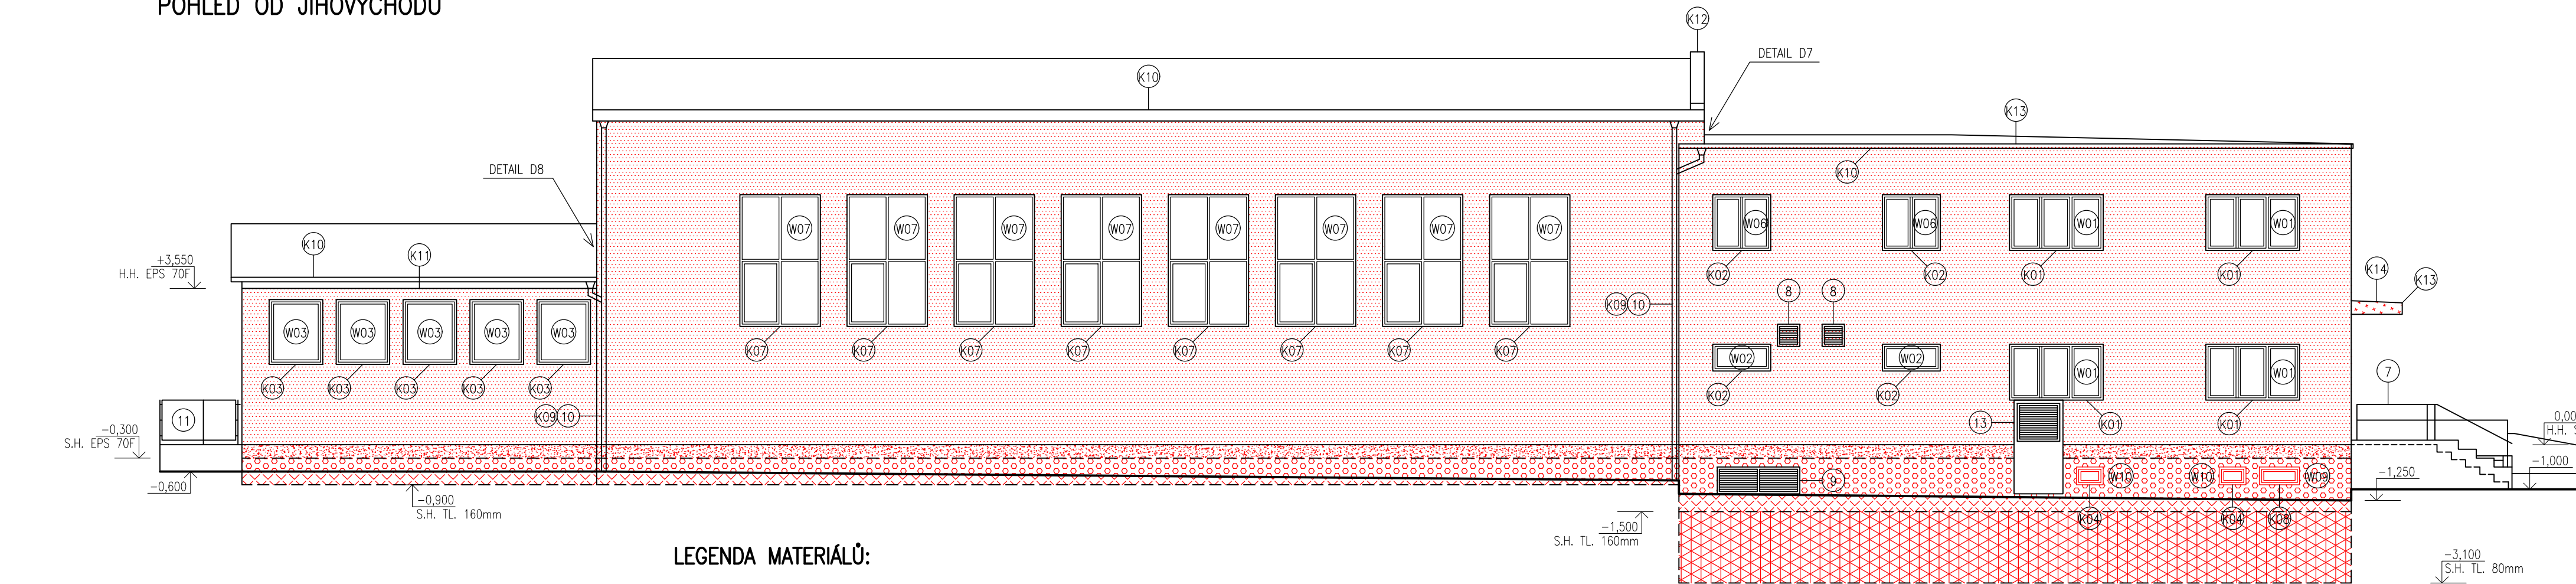 POHLED OD JIHOVÝCHODU
K12
DETAIL D7
K10
K13
DETAIL D8
K10
W07 W07 W07 W07 W07 W07 W07 W07
W06 W06 W01 W01
K10 K11
+3,550
H.H. EPS 70F
K02 K02 K01 K01
K14 K13
8 8
K09 10
W03 W03 W03 W03 W03
K07 K07 K07 K07 K07 K07 K07 K07
W02 W02 W01 W01
K03 K03 K03 K03 K03
K02 K02
7
11
K09 10
13
K01 K01
-0,300
S.H. EPS 70F
-0,600
-0,900
S.H. TL. 160mm
9
W10 W10 W09
-1,250
-1,000
K04 K04 K08
-1,500
S.H. TL. 160mm
LEGENDA MATERIÁLŮ:
-3,100
S.H. TL. 80mm